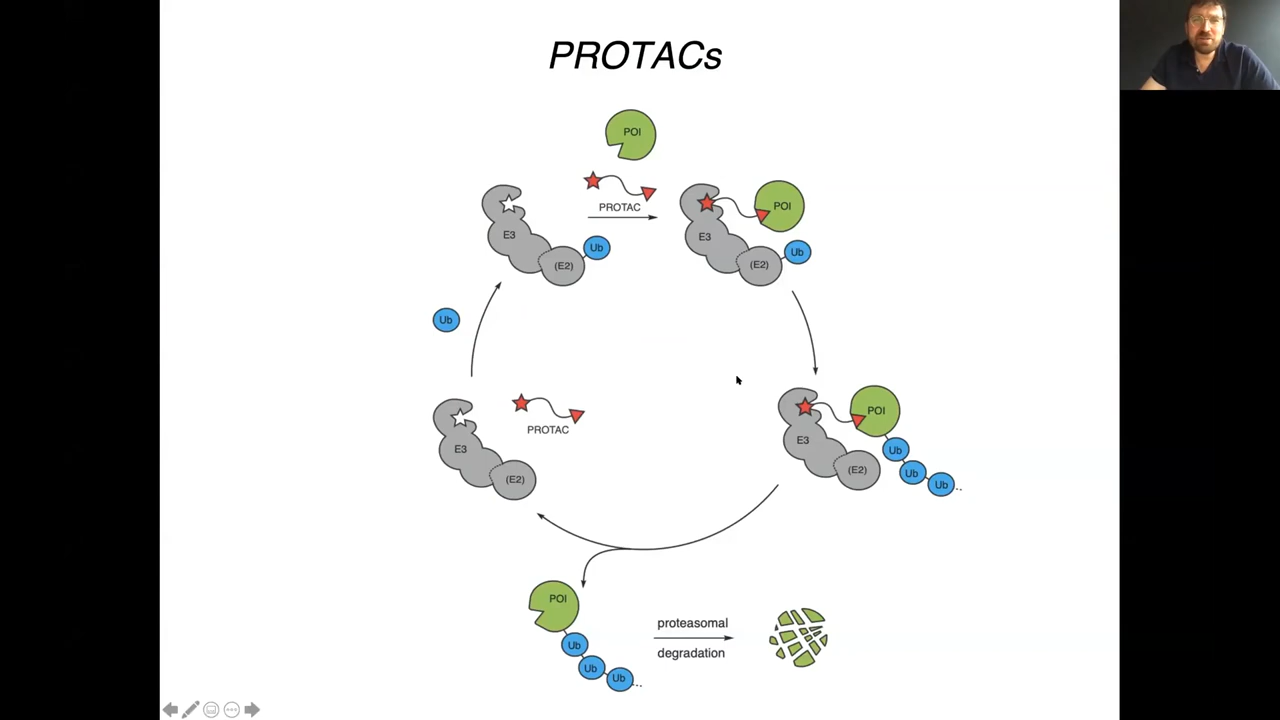 PROTACs
POI
PROTAC
E3
(E2)
Ub
POI
E3
(E2)
Ub
Ub
E3
(E2)
PROTAC
POI
E3
(E2)
Ub
Ub
Ub
..
POI
Ub
Ub
Ub
...
proteasomal
degradation